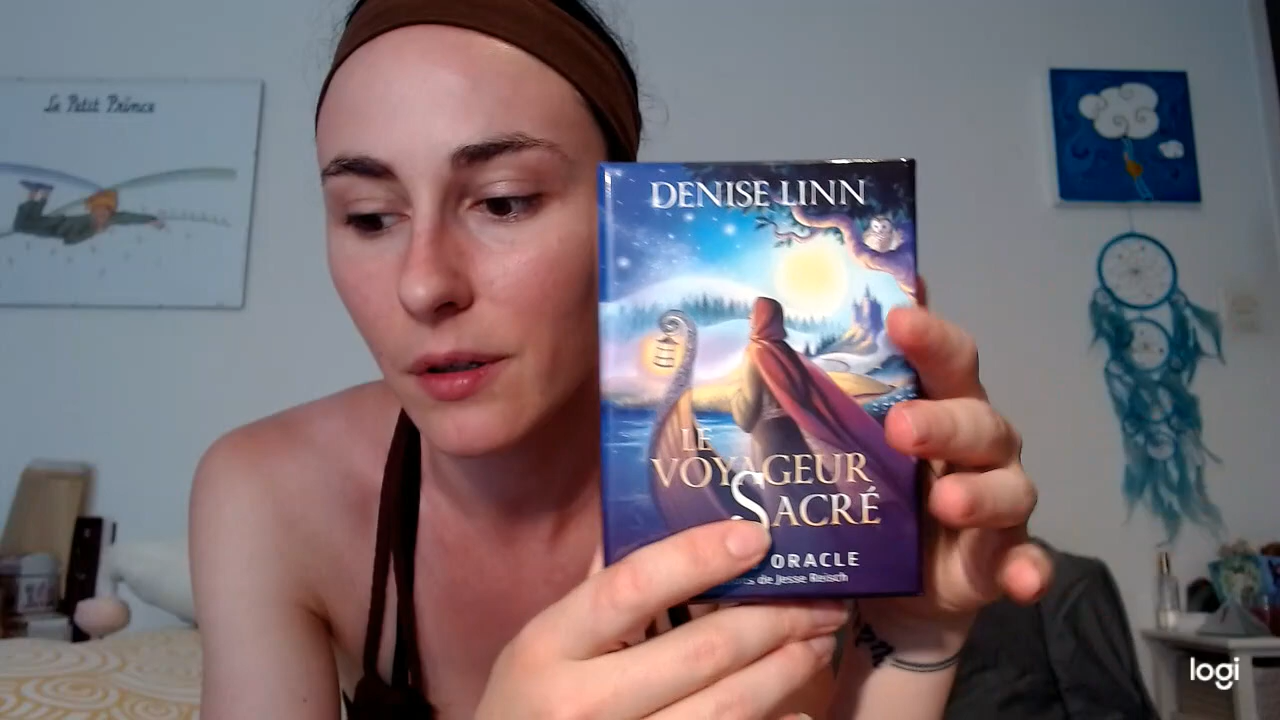 Le Petit Prince
DENISE LINN
LE
VOYAGEUR
SACRÉ
ORACLE
de Jesse Reisch
logi